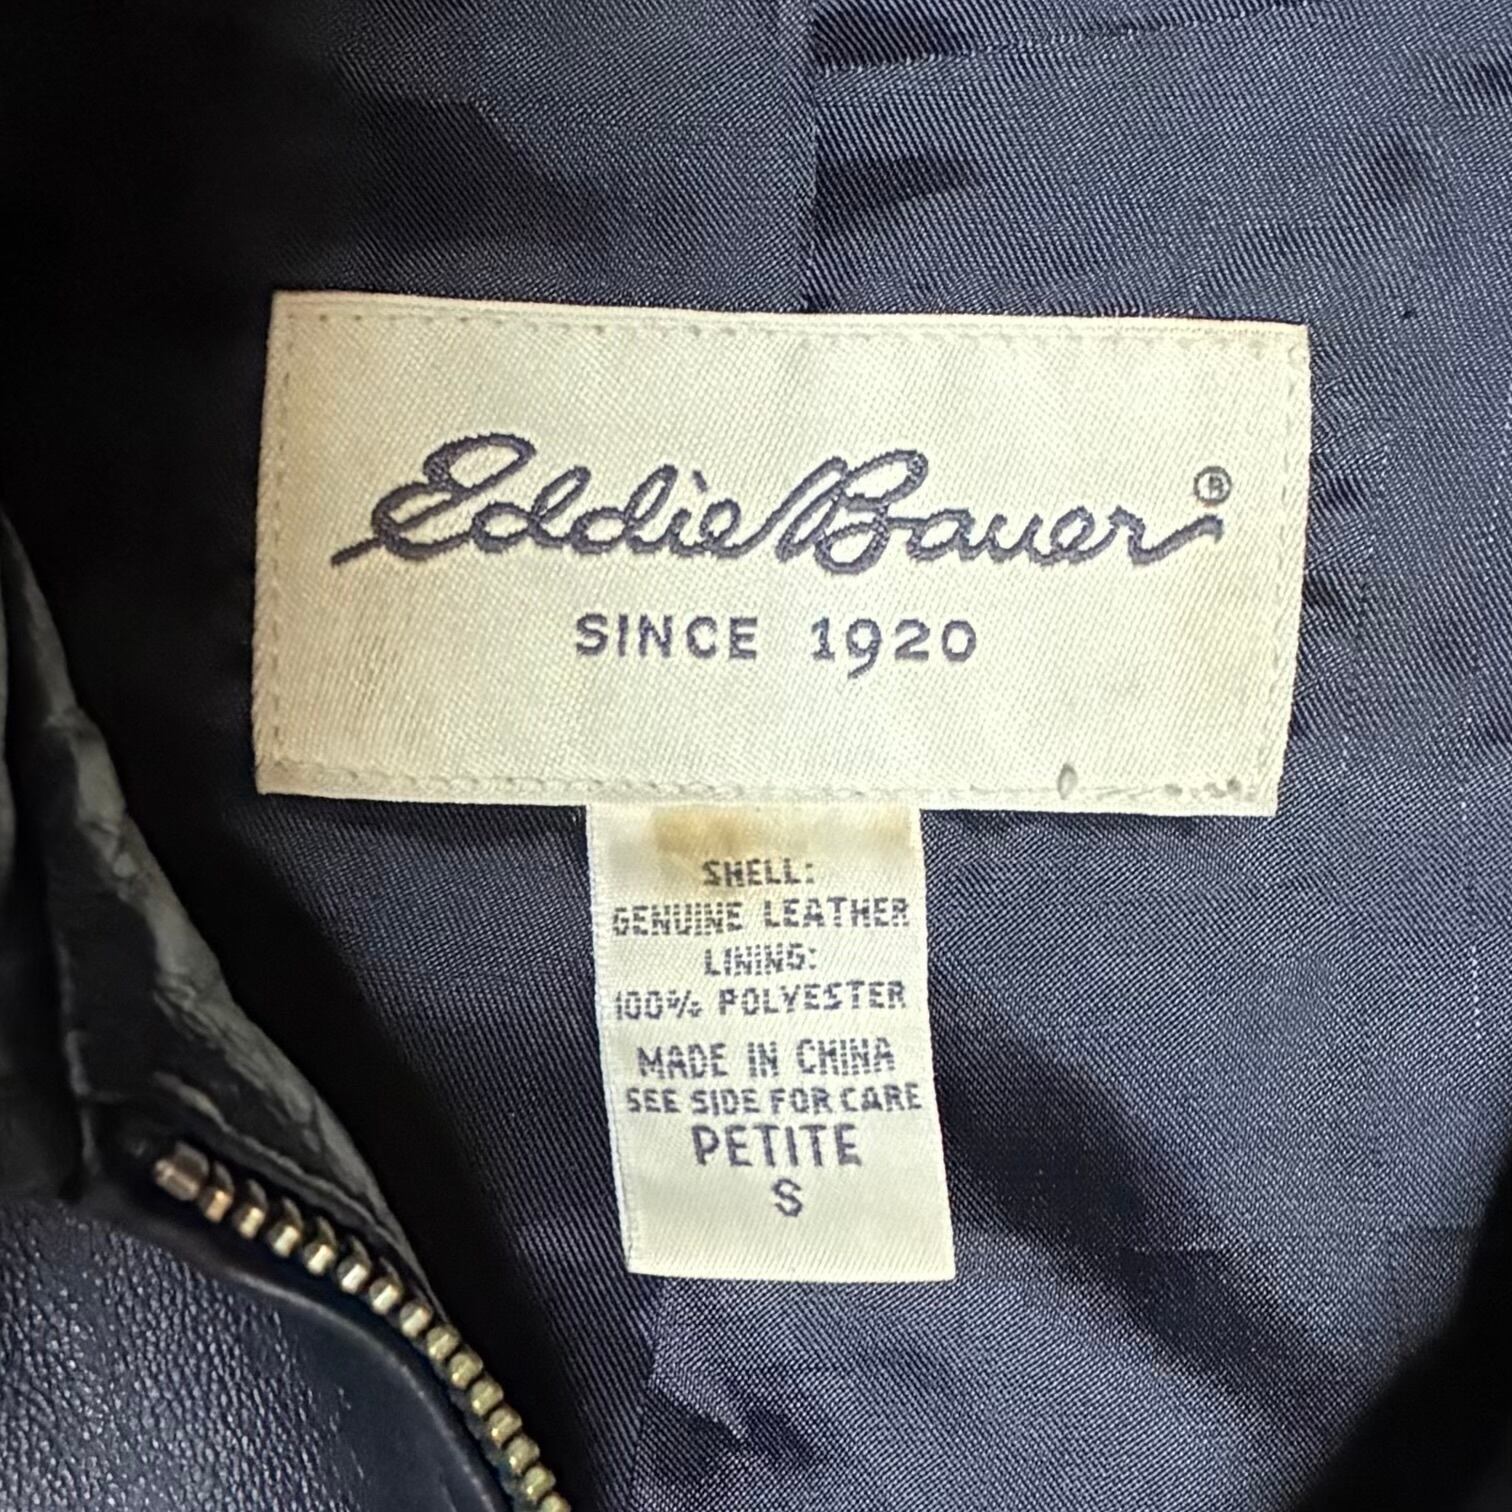 Eddie Bauer®
SINCE 1920
SHELL:
GENUINE LEATHER
LINING:
100% POLYESTER
MADE IN CHINA
SEE SIDE FOR CARE
PETITE
S